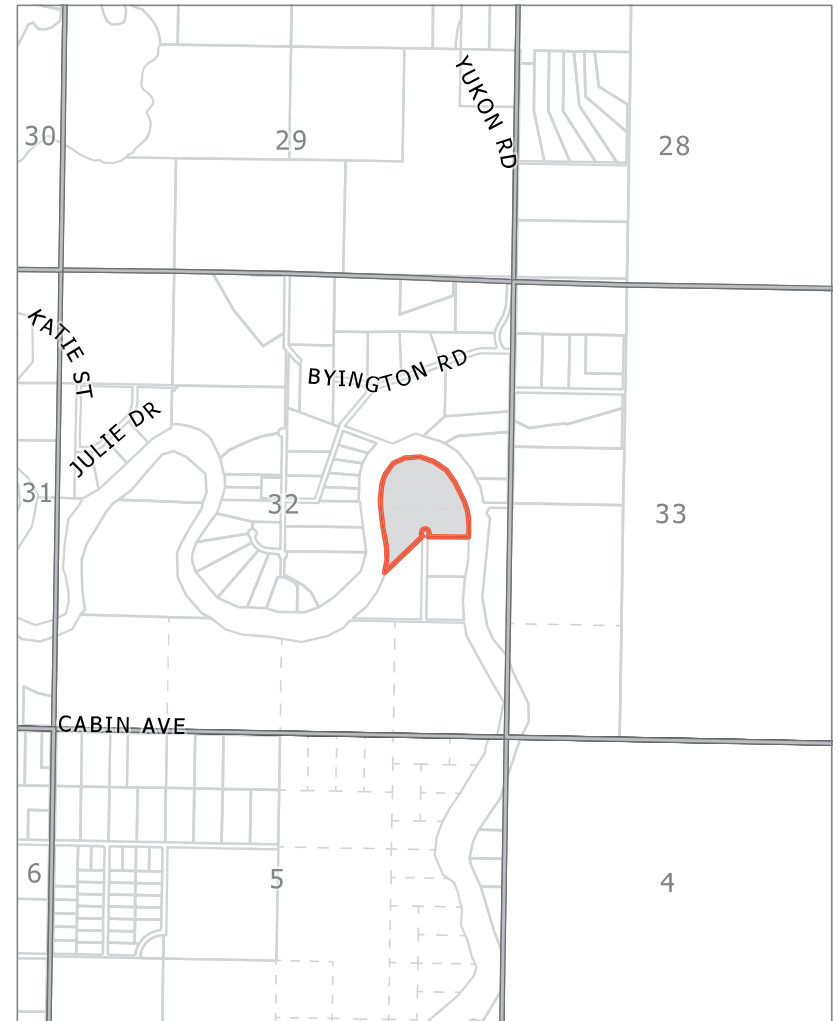 YUKON RD
30
29
28
KATIE ST
BYINGTON RD
JULIE DR
31
32
33
CABIN AVE
6
5
4